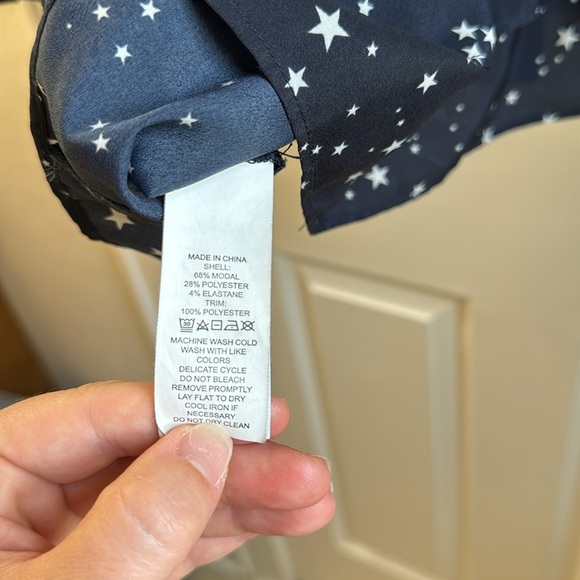 MADE IN CHINA
SHELL:
68% MODAL
28% POLYESTER
4% ELASTANE
TRIM:
100% POLYESTER
30
MACHINE WASH COLD
WASH WITH LIKE
COLORS
DELICATE CYCLE
DO NOT BLEACH
REMOVE PROMPTLY
LAY FLAT TO DRY
COOL IRON IF
NECESSARY
DO NOT DRY CLEAN